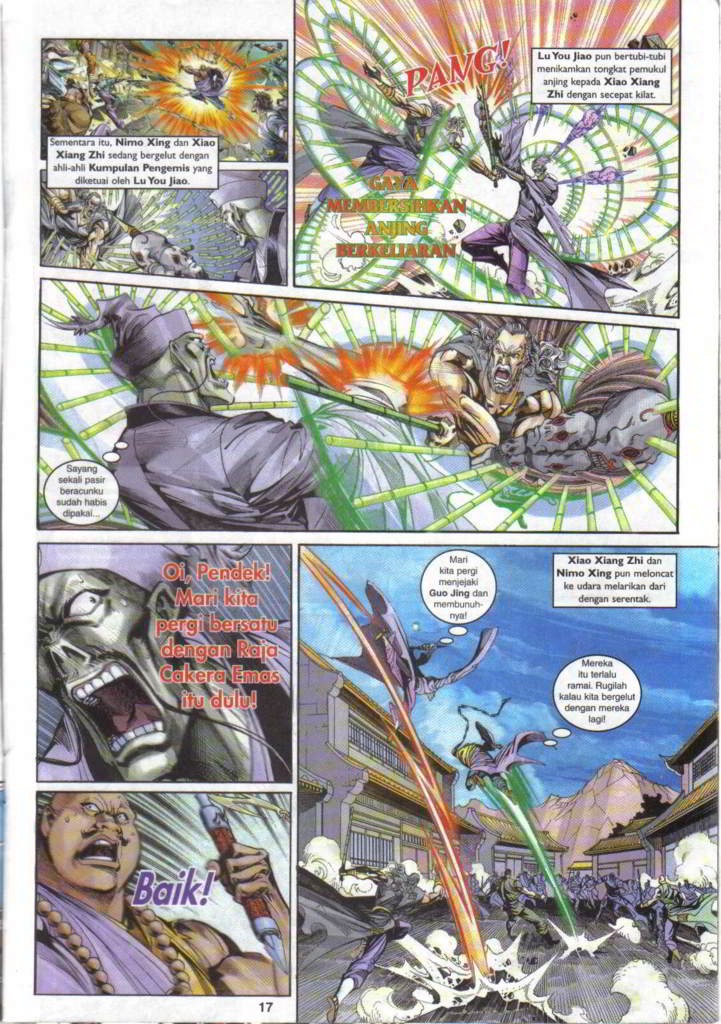 Sementara itu, Nimo Xing dan Xiao
Xiang Zhi sedang bergelut dengan
ahli-ahli Kumpulan Pengemis yang
diketuai oleh Lu You Jiao.
PANG!
Lu You Jiao pun bertubi-tubi
menikamkan tongkat pemukul
anjing kepada Xiao Xiang
Zhi dengan secepat kilat.
GAYA
MEMBERSIHKAN
ANJING
BERKELIARAN
Sayang
sekali pasir
beracunku
sudah habis
dipakai...
Oi, Pendek!
Mari kita
pergi bersatu
dengan Raja
Cakera Emas
itu dulu!
Baik!
Mari
kita pergi
menjejaki
Guo Jing dan
membunuh-
nya!
Xiao Xiang Zhi dan
Nimo Xing pun meloncat
ke udara melarikan dari
dengan serentak.
Mereka
itu terlalu
ramai. Rugilah
kalau kita bergelut
dengan mereka
lagi!
17